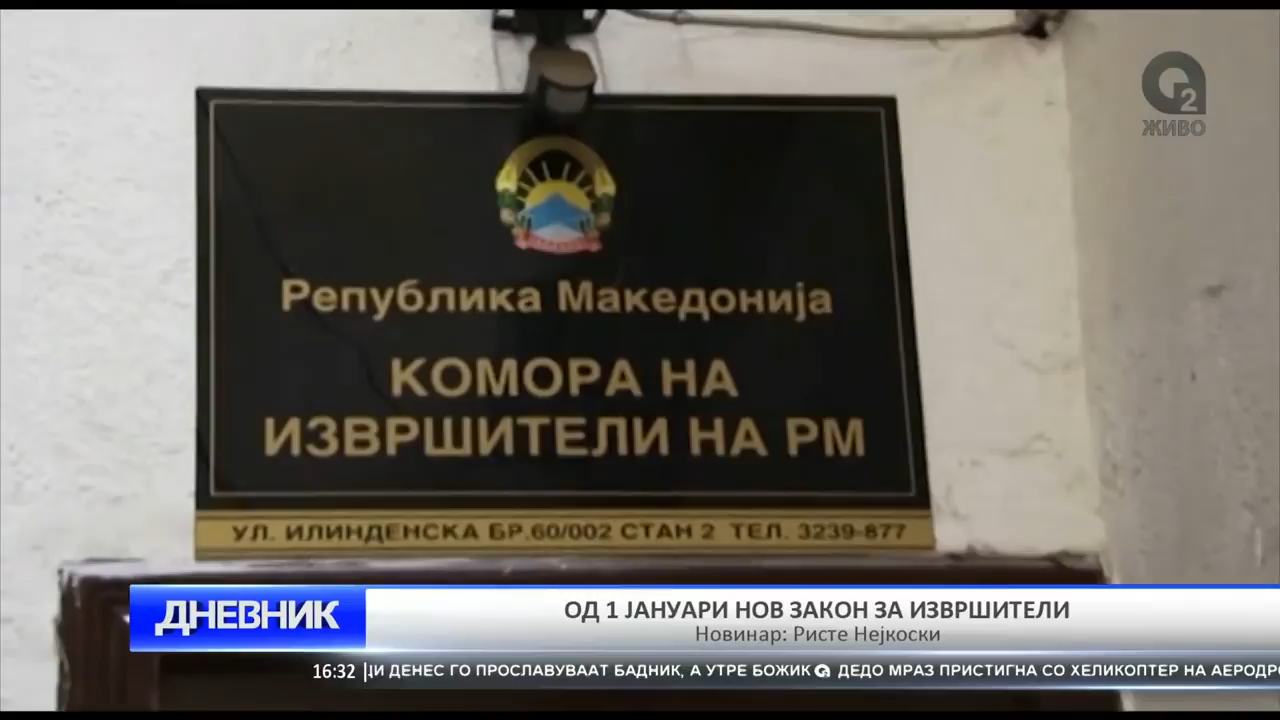 2
ЖИВО
Република Македонија
КОМОРА НА
ИЗВРШИТЕЛИ НА РМ
УЛ. ИЛИНДЕНСКА БР.60/002 СТАН 2 ТЕЛ. 3239-877
ДНЕВНИК
ОД 1 ЈАНУАРИ НОВ ЗАКОН ЗА ИЗВРШИТЕЛИ
Новинар: Ристе Нејкоски
16:32 ДЕНЕС ГО ПРОСЛАВУВААТ БАДНИК, А УТРЕ БОЖИК ДЕДО МРАЗ ПРИСТИГНА СО ХЕЛИКОПТЕР НА